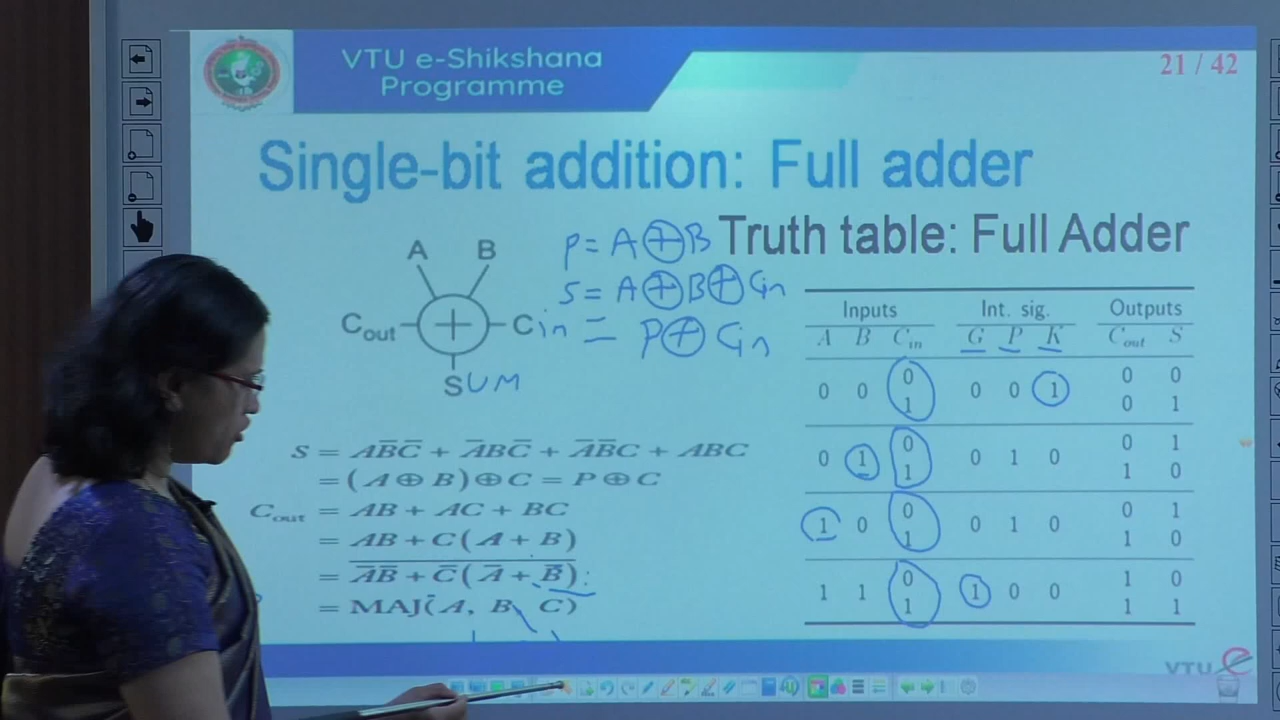 VTU e-Shikshana
Programme
21 / 42
Single-bit addition: Full adder
Truth table: Full Adder
P = A ⊕ B
S = A ⊕ B ⊕ Cin
= P ⊕ Cin
A B
Cout + Cin
SUM
S = AB̅C̅ + A̅BC̅ + A̅B̅C + ABC
= (A ⊕ B) ⊕ C = P ⊕ C
Cout = AB + AC + BC
= AB + C(A + B)
= \overline{A̅B̅ + C̅(A̅ + B̅)}
= MAJ(A, B, C)
Inputs Int. sig. Outputs
A B Cin G P K Cout S
0 0 0 0 0 1 0 0
1 0 1
0 1 0 0 1 0 0 1
1 1 0
1 0 0 0 1 0 0 1
1 1 0
1 1 0 1 0 0 1 0
1 1 1
VTU e